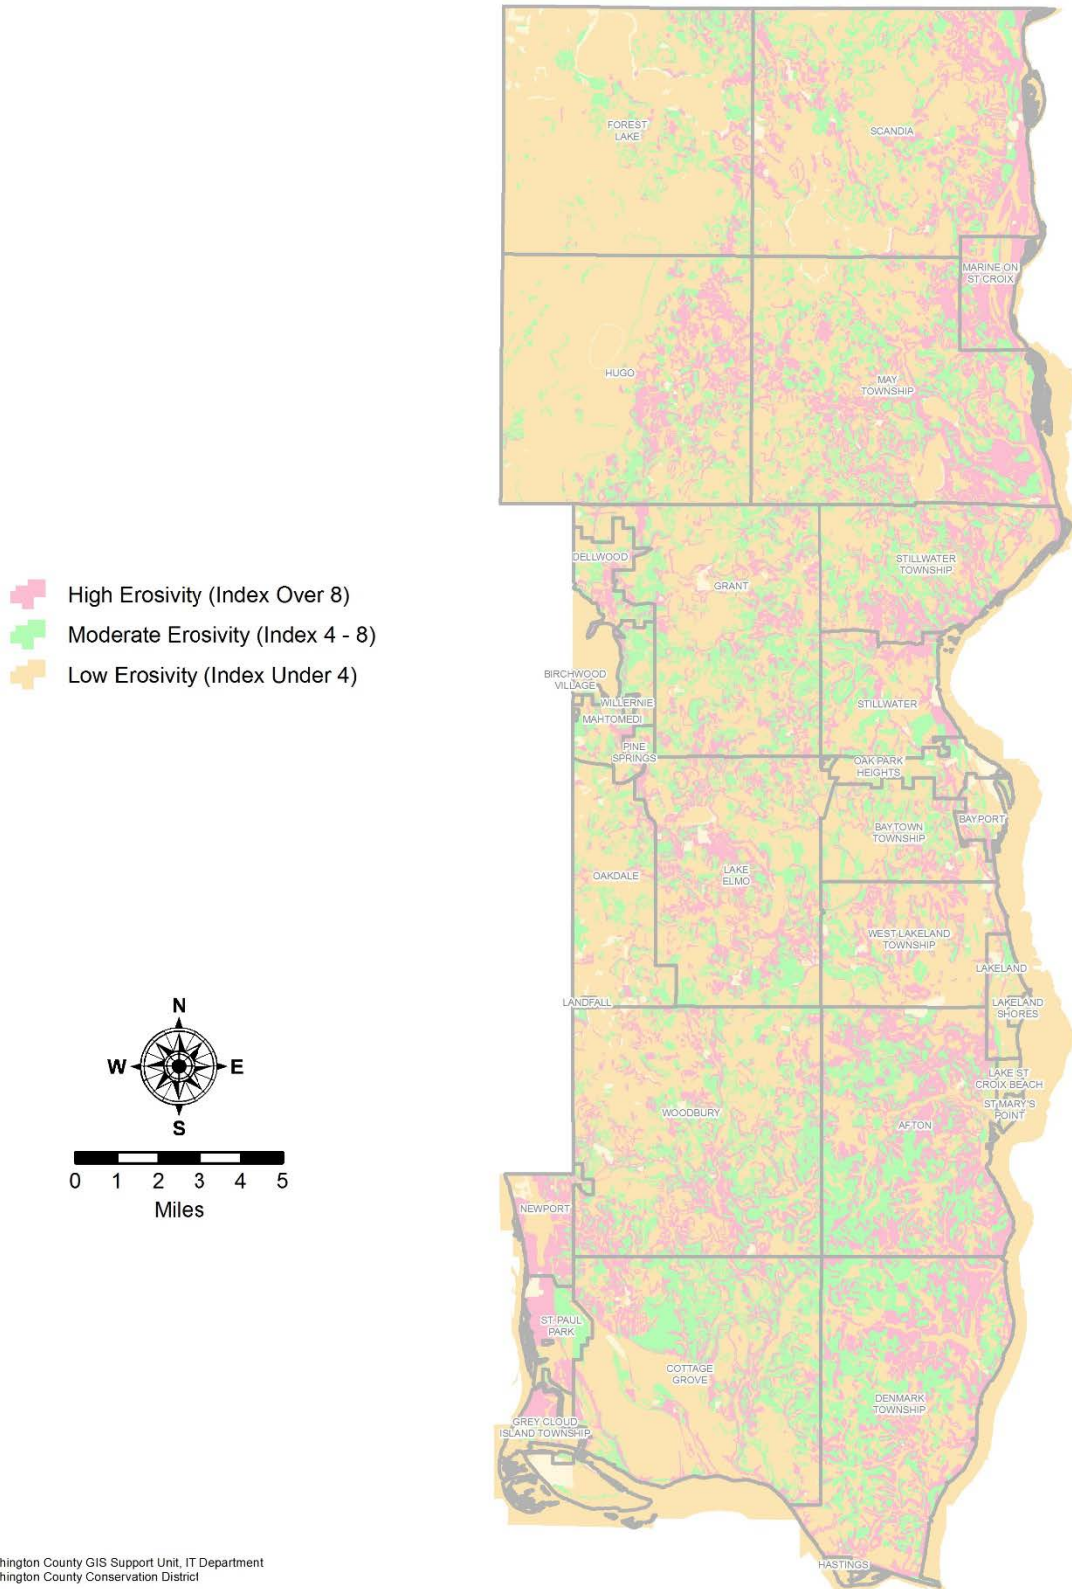 FOREST
LAKE
SCANDIA
MARINE ON
ST CROIX
HUGO
MAY
TOWNSHIP
DELLWOOD
GRANT
STILLWATER
TOWNSHIP
High Erosivity (Index Over 8)
Moderate Erosivity (Index 4 - 8)
Low Erosivity (Index Under 4)
BIRCHWOOD
VILLAGE
WILLERNIE
MAHTOMEDI
PINE
SPRINGS
STILLWATER
OAK PARK
HEIGHTS
BAYTOWN
TOWNSHIP
BAYPORT
OAKDALE
LAKE
ELMO
WEST LAKELAND
TOWNSHIP
LAKELAND
LANDFALL
LAKELAND
SHORES
N
W E
S
LAKE ST
CROIX BEACH
ST MARY'S
POINT
WOODBURY
AFTON
0 1 2 3 4 5
Miles
NEWPORT
ST PAUL
PARK
COTTAGE
GROVE
DENMARK
TOWNSHIP
GREY CLOUD
ISLAND TOWNSHIP
HASTINGS
hington County GIS Support Unit, IT Department
hington County Conservation District